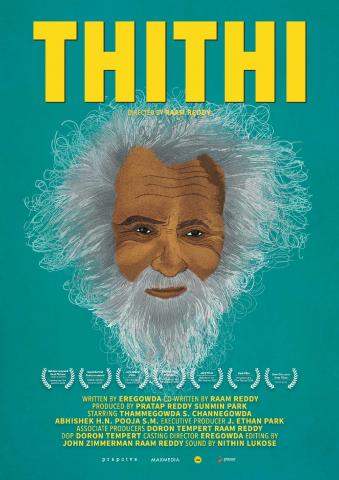 THITHI
DIRECTED BY RAAM REDDY
WRITTEN BY EREGOWDA CO-WRITTEN BY RAAM REDDY
PRODUCED BY PRATAP REDDY SUNMIN PARK
STARRING THAMMEGOWDA S. CHANNEGOWDA
ABHISHEK H.N. POOJA S.M. EXECUTIVE PRODUCER J. ETHAN PARK
ASSOCIATE PRODUCERS DORON TEMPERT RAAM REDDY
DOP DORON TEMPERT CASTING DIRECTOR EREGOWDA EDITING BY
JOHN ZIMMERMAN RAAM REDDY SOUND BY NITHIN LUKOSE
prspctvs MAXMEDIA